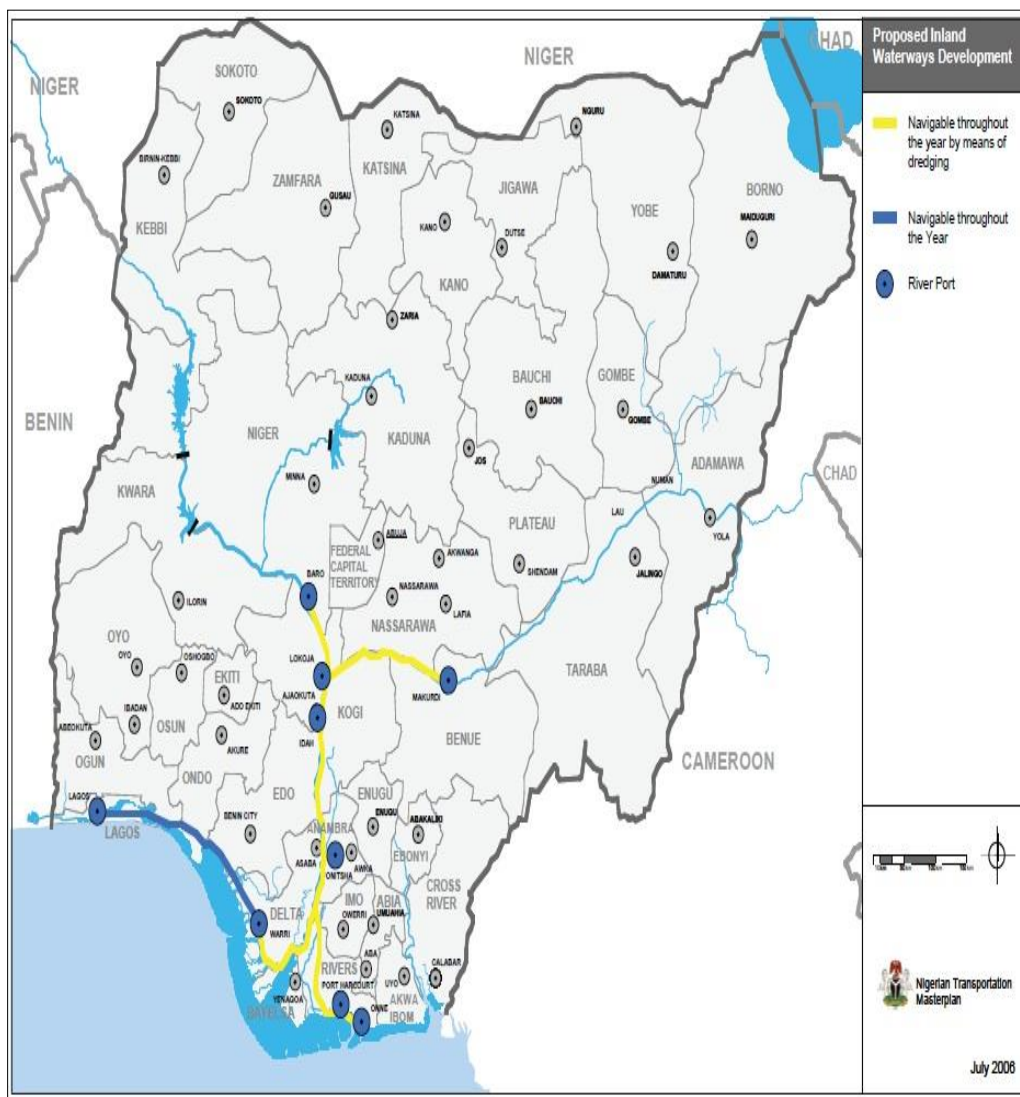 Proposed Inland
Waterways Development
Navigable throughout
the year by means of
dredging
Navigable throughout
the Year
River Port
Nigerian Transportation
Masterplan
July 2006
NIGER
NIGER
CHAD
SOKOTO
SOKOTO
KATSINA
NGURU
BIRNIN-KEBBI
KATSINA
ZAMFARA
GUSAU
JIGAWA
YOBE
BORNO
MAIDUGURI
KEBBI
KANO
DUTSE
DAMATURU
KANO
ZARIA
BAUCHI
GOMBE
KADUNA
BAUCHI
GOMBE
BENIN
NIGER
KADUNA
JOS
ADAMAWA
CHAD
MINNA
NUMAN
KWARA
LAU
YOLA
PLATEAU
ABUJA
FEDERAL
CAPITAL
TERRITORY
AKWANGA
SHENDAM
JALINGO
BARO
NASSARAWA
LAFIA
ILORIN
NASSARAWA
OYO
OYO
OSHOGBO
EKITI
ADO EKITI
LOKOJA
TARABA
AJAOKUTA
MAKURDI
KOGI
IBADAN
OSUN
ABEOKUTA
AKURE
IDAH
BENUE
OGUN
ONDO
CAMEROON
EDO
ENUGU
LAGOS
LAGOS
BENIN CITY
ENUGU
ABAKALIKI
ANAMBRA
ASABA
ONITSHA
AWKA
EBONYI
CROSS
RIVER
DELTA
WARRI
IMO
OWERRI
ABIA
UMUAHIA
ABA
RIVERS
PORT HARCOURT
UYO
CALABAR
YENAGOA
BAYELSA
ONNE
AKWA
IBOM